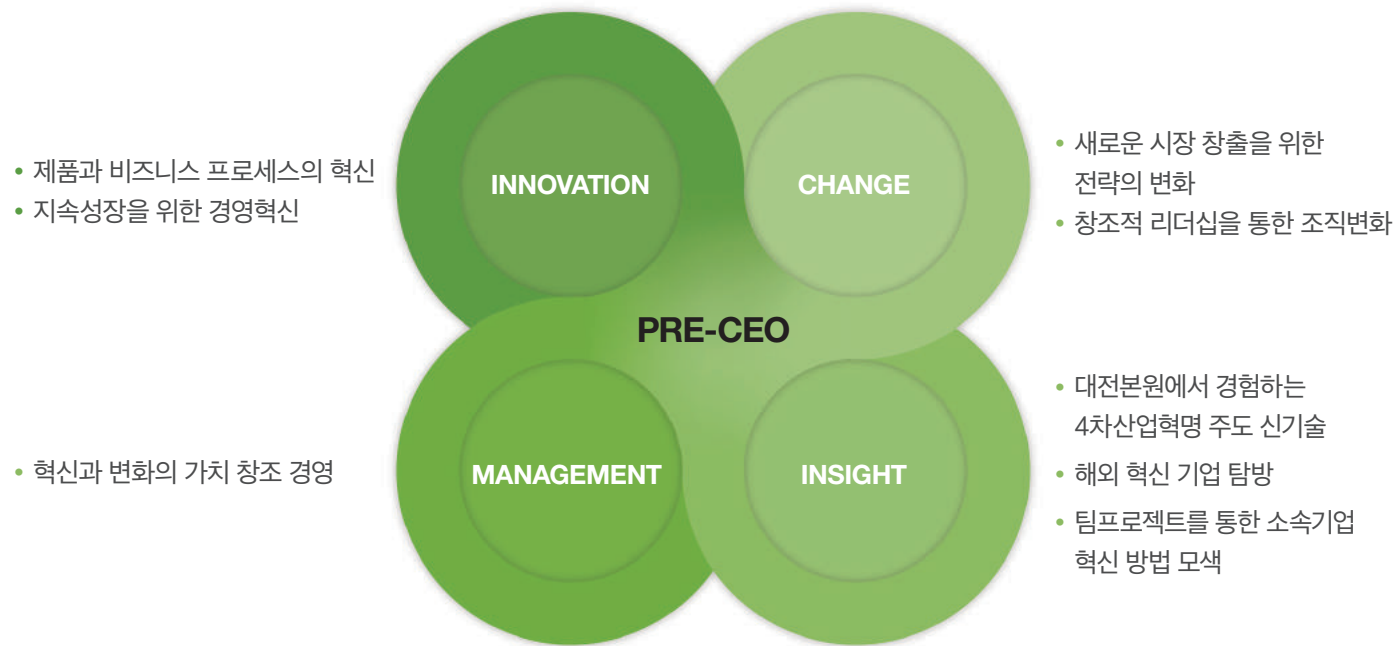 INNOVATION
• 제품과 비즈니스 프로세스의 혁신
• 지속성장을 위한 경영혁신
CHANGE
• 새로운 시장 창출을 위한
전략의 변화
• 창조적 리더십을 통한 조직변화
PRE-CEO
MANAGEMENT
• 혁신과 변화의 가치 창조 경영
INSIGHT
• 대전본원에서 경험하는
4차산업혁명 주도 신기술
• 해외 혁신 기업 탐방
• 팀프로젝트를 통한 소속기업
혁신 방법 모색